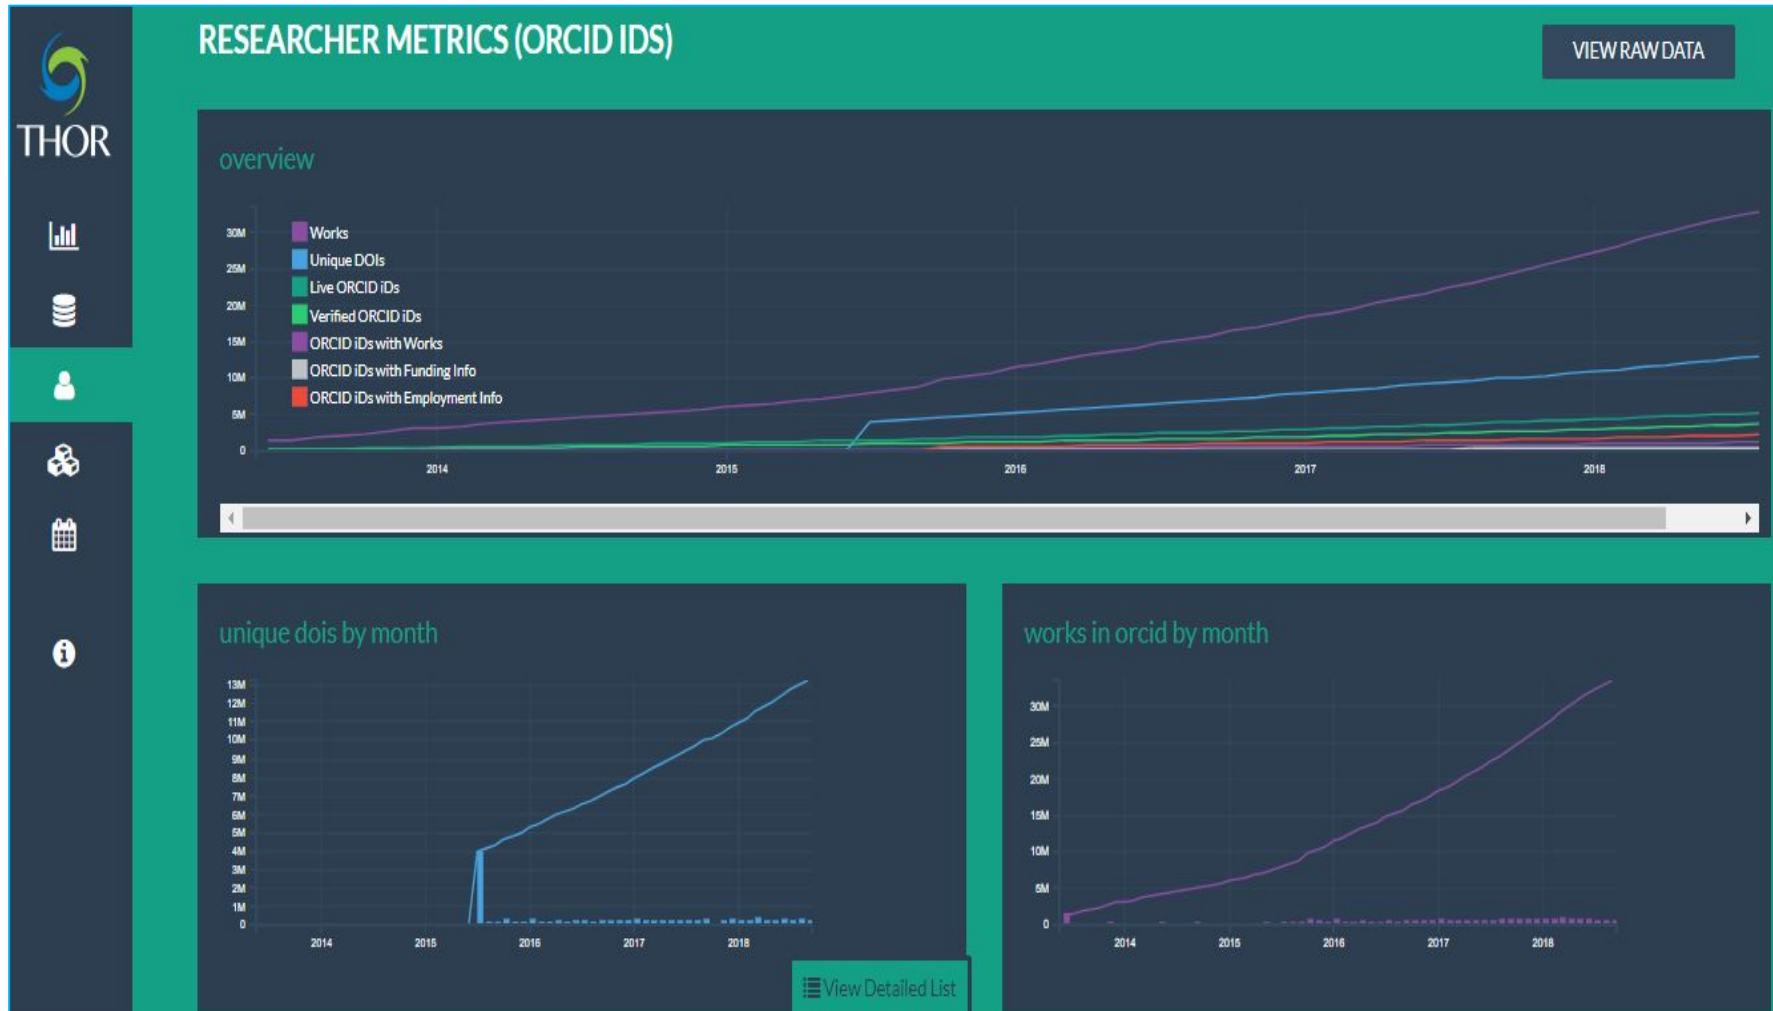 THOR
RESEARCHER METRICS (ORCID IDS)
VIEW RAW DATA
overview
30M
25M
20M
15M
10M
5M
0
Works
Unique DOIs
Live ORCID iDs
Verified ORCID iDs
ORCID iDs with Works
ORCID iDs with Funding Info
ORCID iDs with Employment Info
2014 2015 2016 2017 2018
unique dois by month
13M
12M
11M
10M
9M
8M
7M
6M
5M
4M
3M
2M
1M
0
2014 2015 2016 2017 2018
View Detailed List
works in orcid by month
30M
25M
20M
15M
10M
5M
0
2014 2015 2016 2017 2018